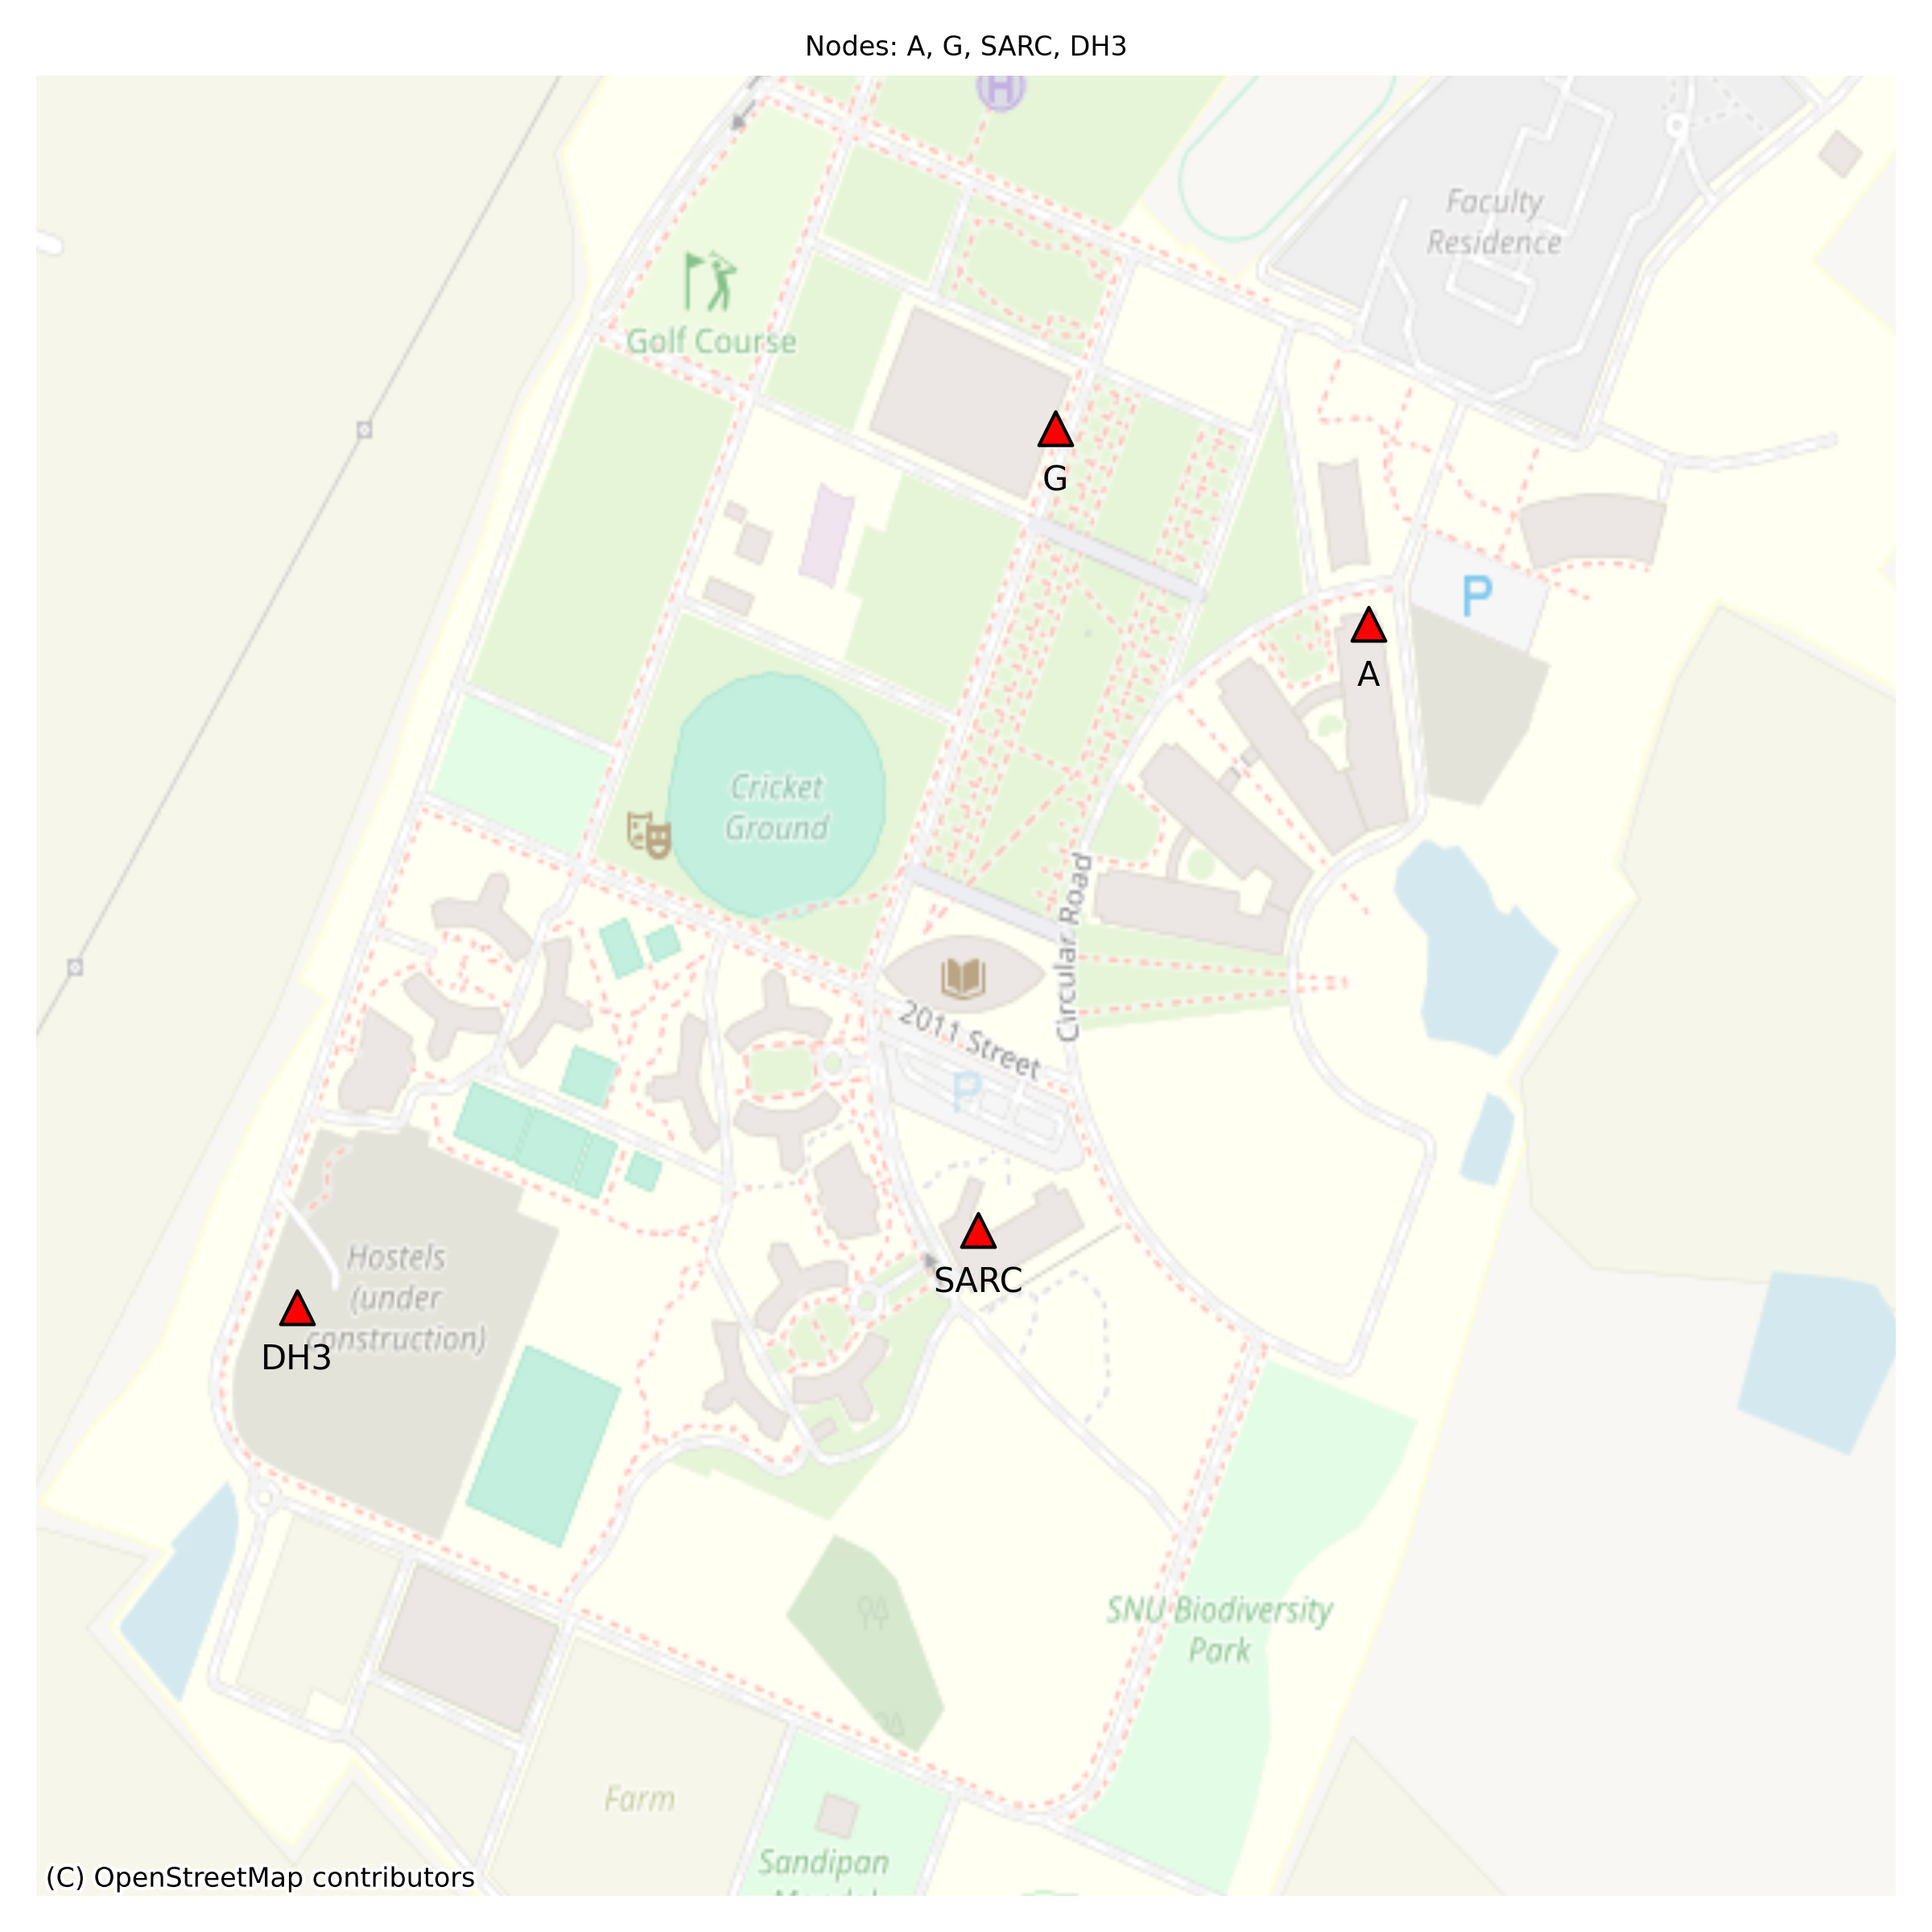 Nodes: A, G, SARC, DH3
H
Faculty
Residence
Golf Course
G
P
A
Cricket
Ground
Circular Road
2011 Street
P
SARC
Hostels
(under
construction)
DH3
SNU Biodiversity
Park
Farm
Sandipan
(C) OpenStreetMap contributors